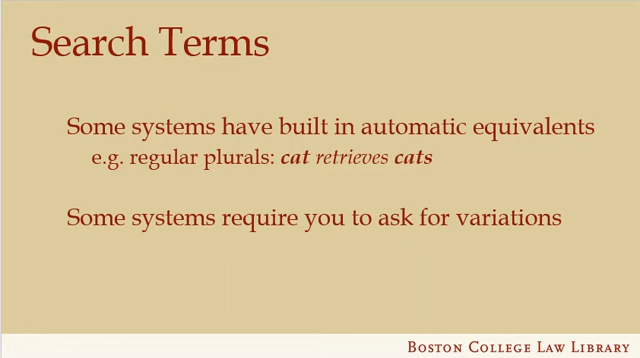 Search Terms
Some systems have built in automatic equivalents
e.g. regular plurals: cat retrieves cats
Some systems require you to ask for variations
Boston College Law Library